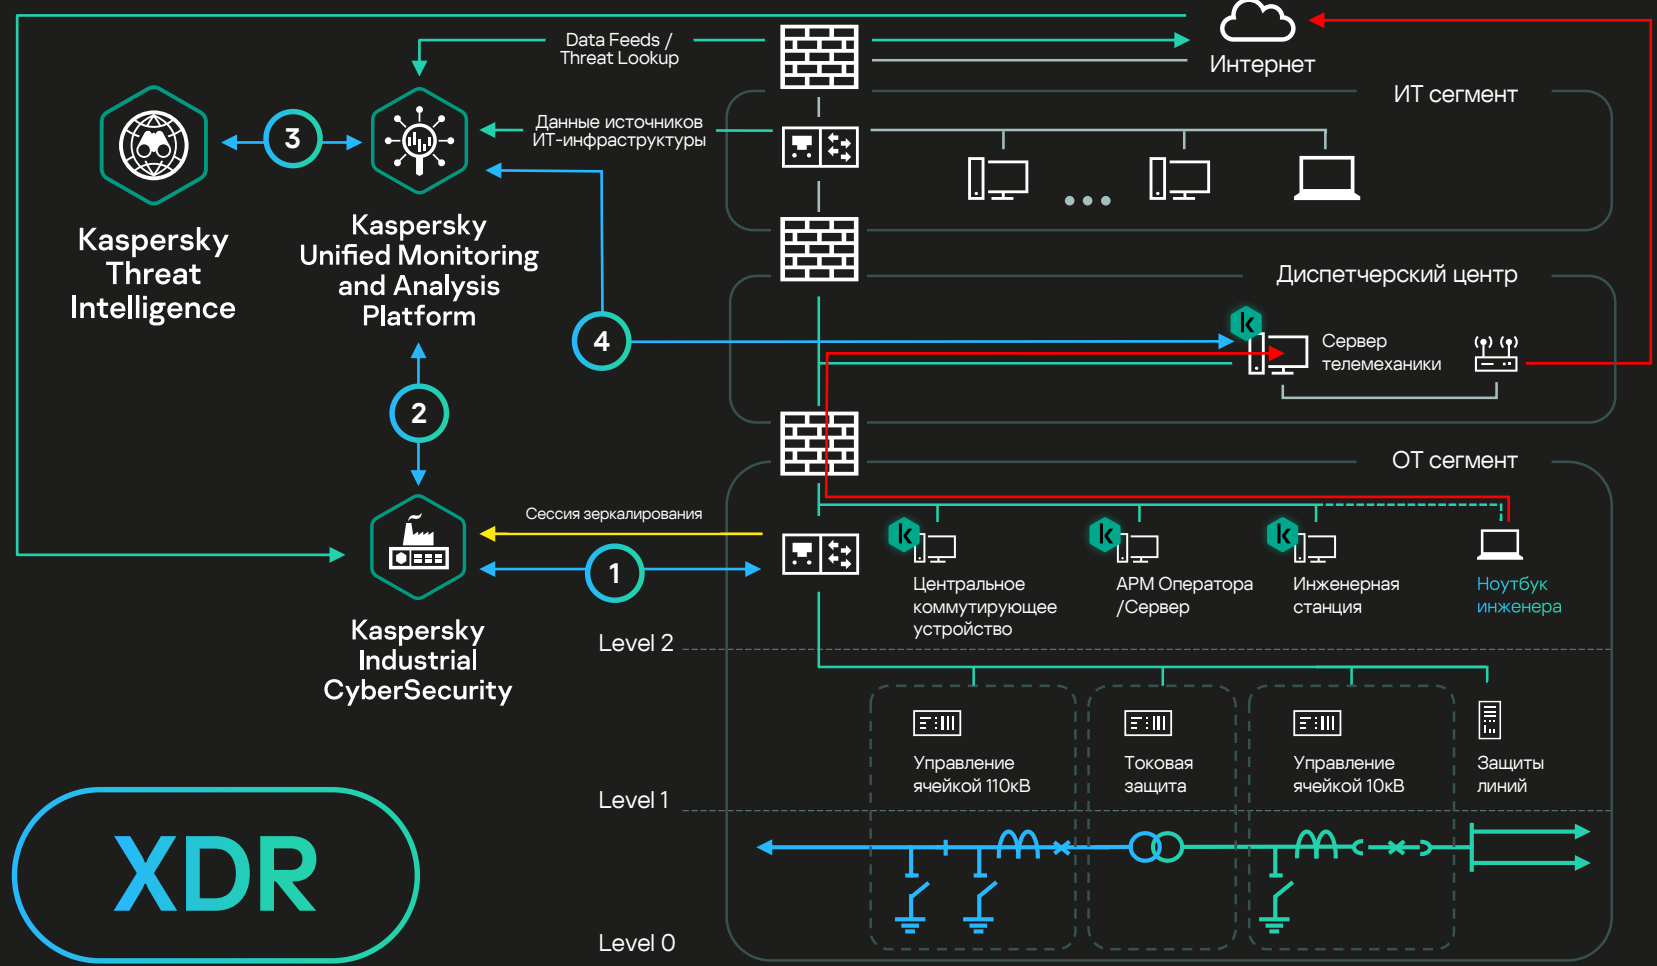 Data Feeds /
Threat Lookup
Интернет
ИТ сегмент
3
Данные источников
ИТ-инфраструктуры
Kaspersky
Threat
Intelligence
Kaspersky
Unified Monitoring
and Analysis
Platform
Диспетчерский центр
4
Сервер
телемеханики
2
ОТ сегмент
Сессия зеркалирования
1
Центральное
коммутирующее
устройство
АРМ Оператора
/Сервер
Инженерная
станция
Ноутбук
инженера
Kaspersky
Industrial
CyberSecurity
Level 2
Управление
ячейкой 110кВ
Токовая
защита
Управление
ячейкой 10кВ
Защиты
линий
Level 1
XDR
Level 0